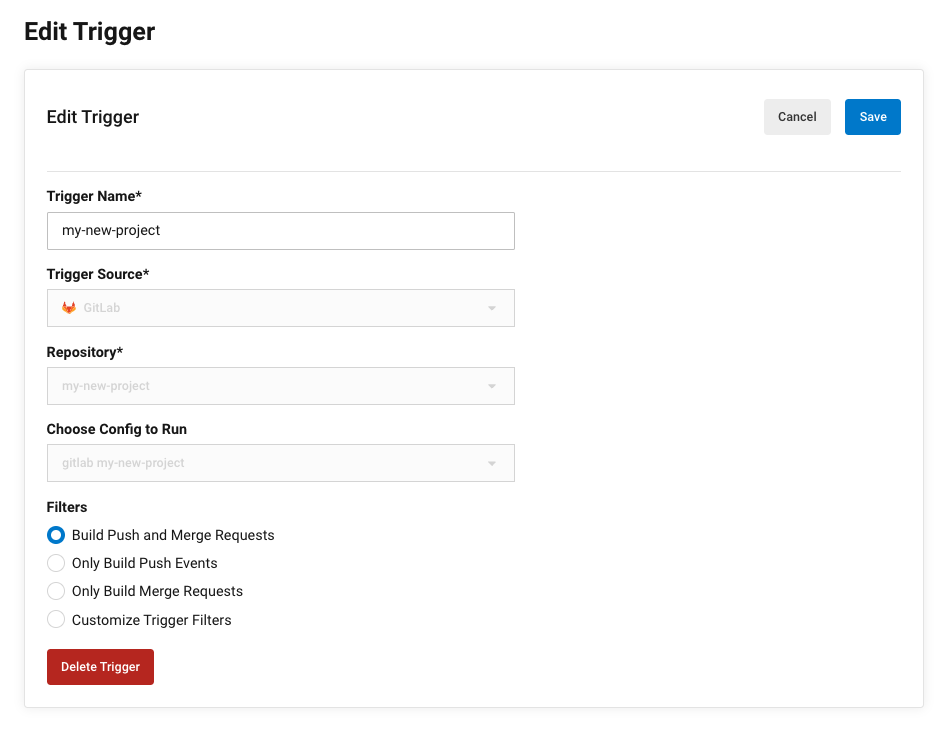 Edit Trigger
Edit Trigger
Cancel
Save
Trigger Name*
my-new-project
Trigger Source*
GitLab
Repository*
my-new-project
Choose Config to Run
gitlab my-new-project
Filters
Build Push and Merge Requests
Only Build Push Events
Only Build Merge Requests
Customize Trigger Filters
Delete Trigger